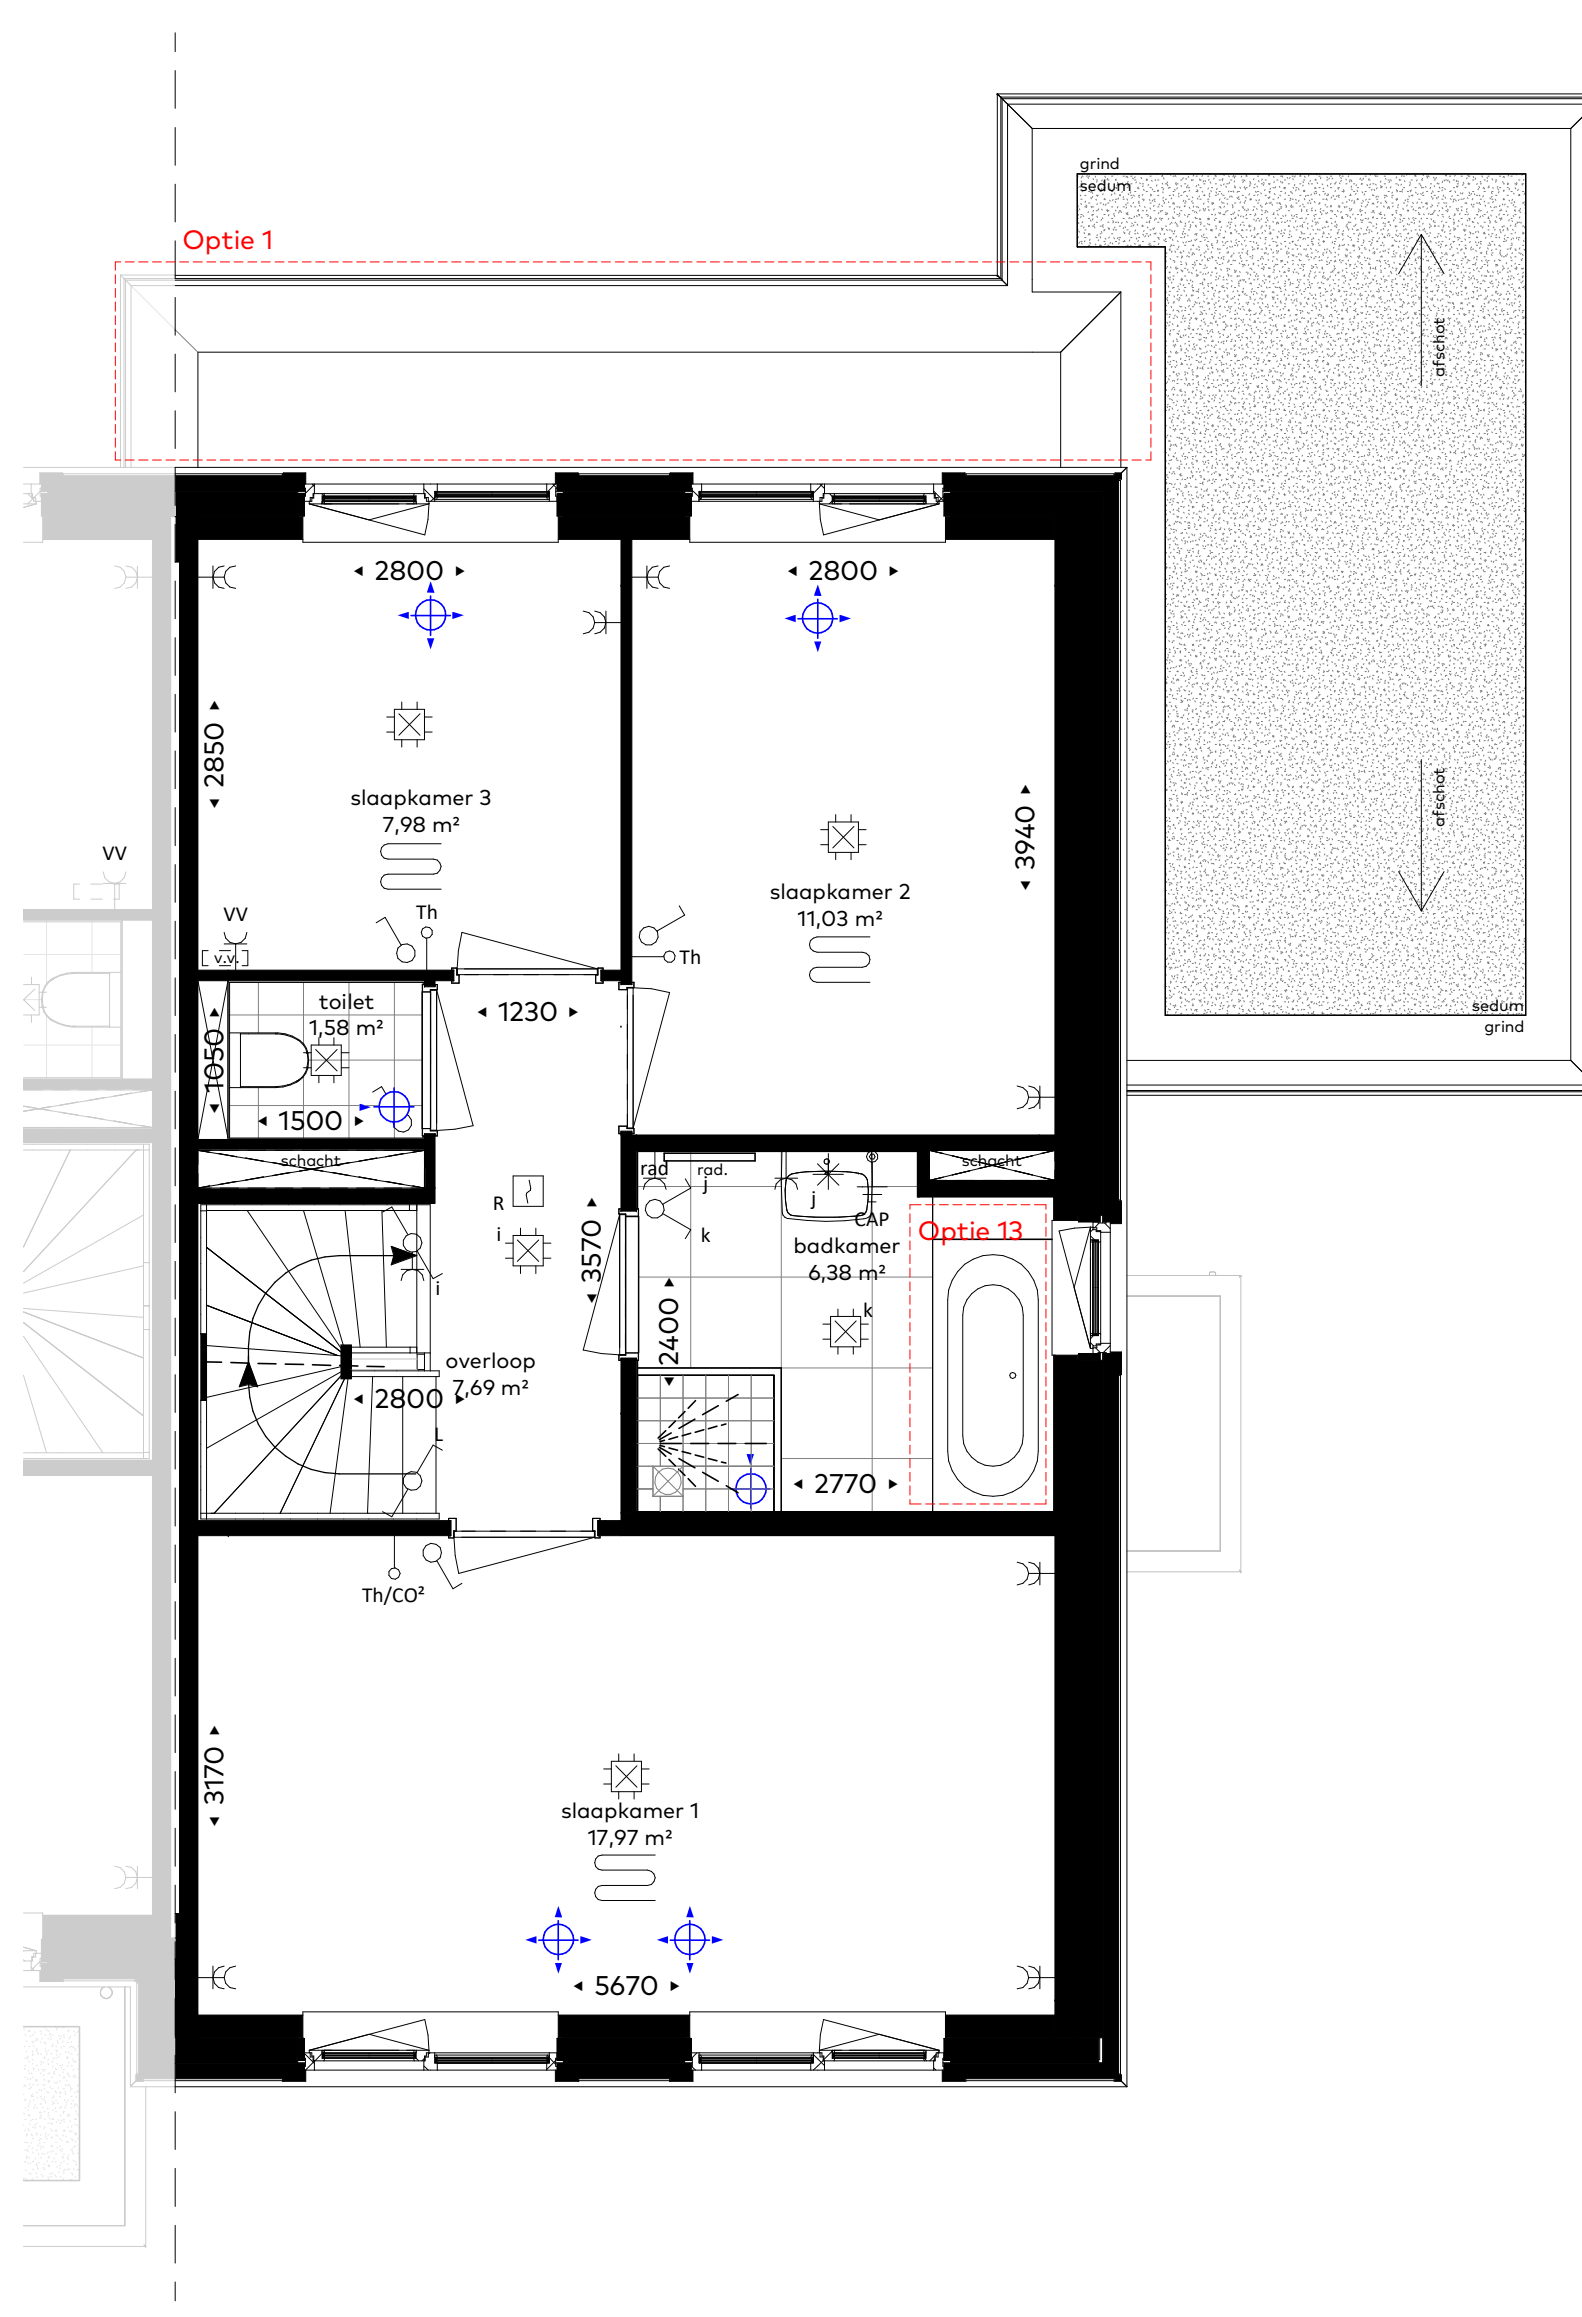 grind
sedum
Optie 1
afschot
2800
2800
2850
slaapkamer 3
7,98 m²
afschot
3940
VV
slaapkamer 2
11,03 m²
VV
Th
v.v.
Th
toilet
1,58 m²
1230
sedum
grind
1050
1500
schacht
rad
rad.
schacht
j
j
R
CAP
k
i
Optie 13
badkamer
6,38 m²
3570
i
k
2400
overloop
7,69 m²
2800
L
2770
Th/CO²
3170
slaapkamer 1
17,97 m²
5670